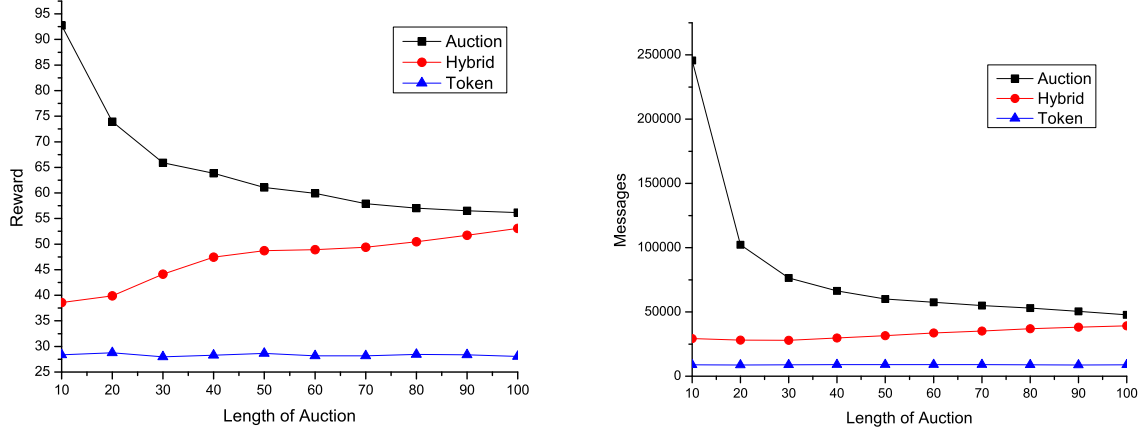 95
90
85
80
75
70
65
60
55
50
45
40
35
30
25
Reward
10 20 30 40 50 60 70 80 90 100
Length of Auction
Auction
Hybrid
Token
250000
200000
150000
100000
50000
0
Messages
10 20 30 40 50 60 70 80 90 100
Length of Auction
Auction
Hybrid
Token